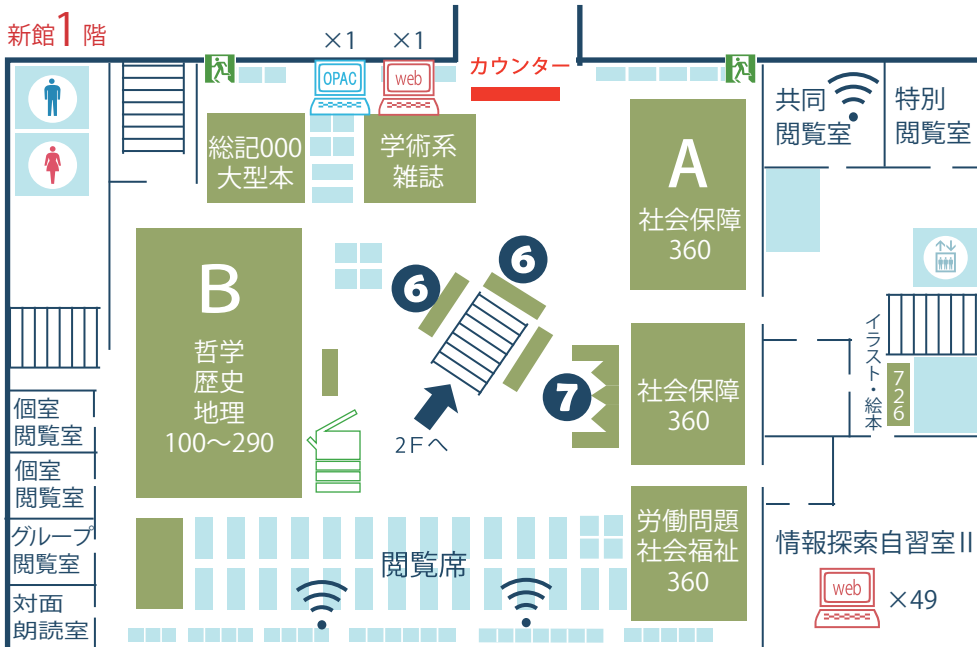 新館1 階
×1
×1
OPAC
web
カウンター
共同
閲覧室
特別
閲覧室
総記000
大型本
学術系
雑誌
A
社会保障
360
B
哲学
歴史
地理
100～290
6
6
7
2Fへ
社会保障
360
イラスト・絵本
726
個室
閲覧室
個室
閲覧室
グループ
閲覧室
対面
朗読室
閲覧席
労働問題
社会福祉
360
情報探索自習室Ⅱ
web
×49